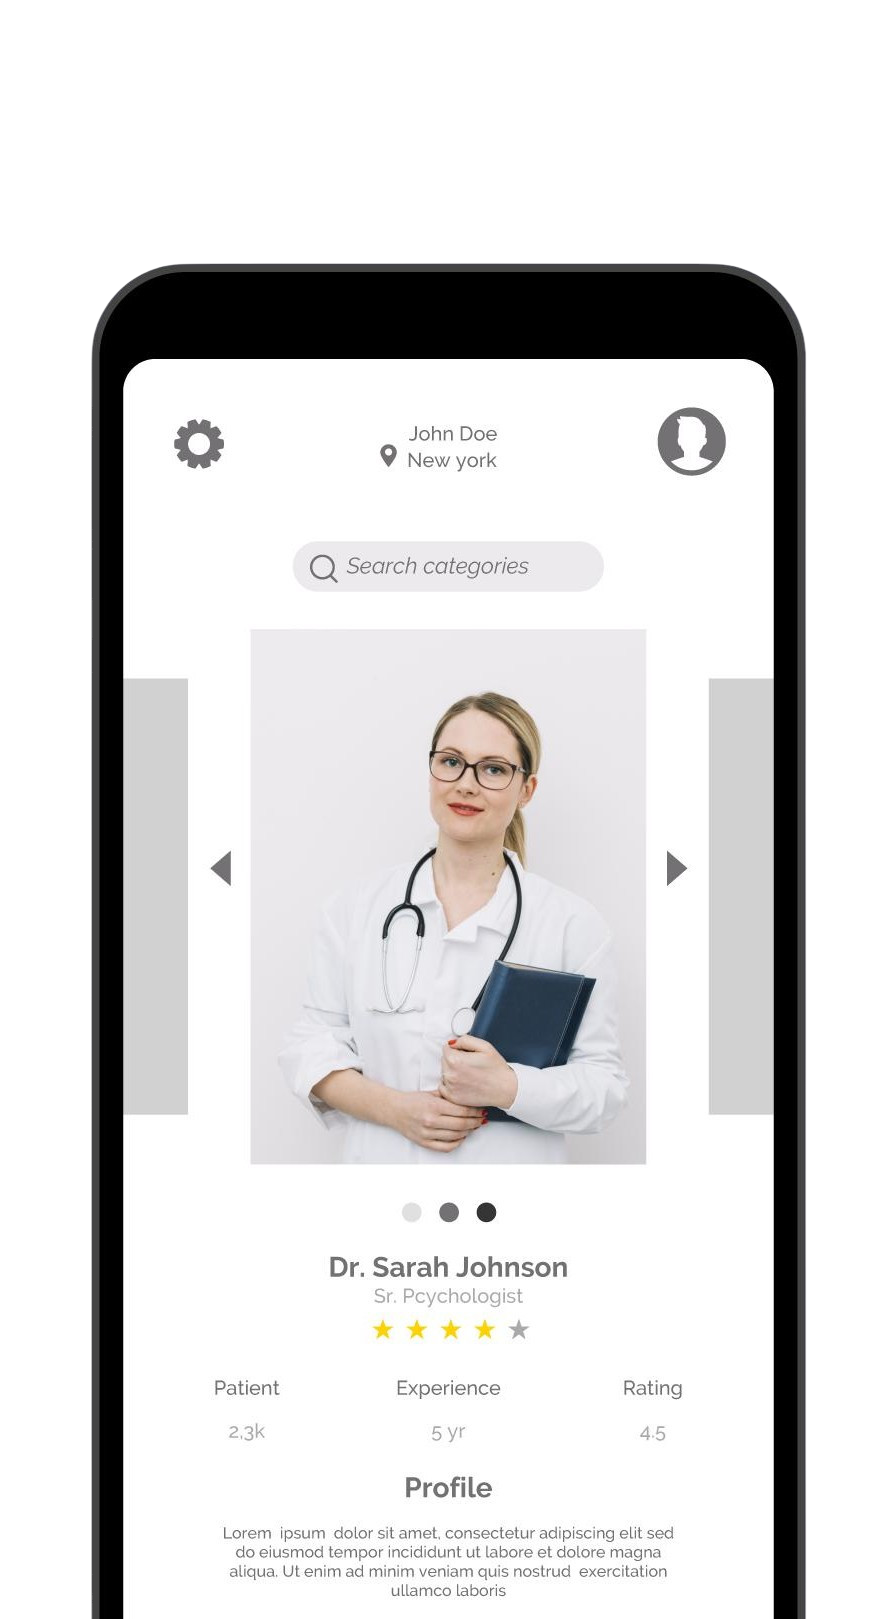 John Doe
New york
Search categories
Dr. Sarah Johnson
Sr. Pcychologist
Patient Experience Rating
2,3k 5 yr 4.5
Profile
Lorem ipsum dolor sit amet, consectetur adipiscing elit sed
do eiusmod tempor incididunt ut labore et dolore magna
aliqua. Ut enim ad minim veniam quis nostrud exercitation
ullamco laboris